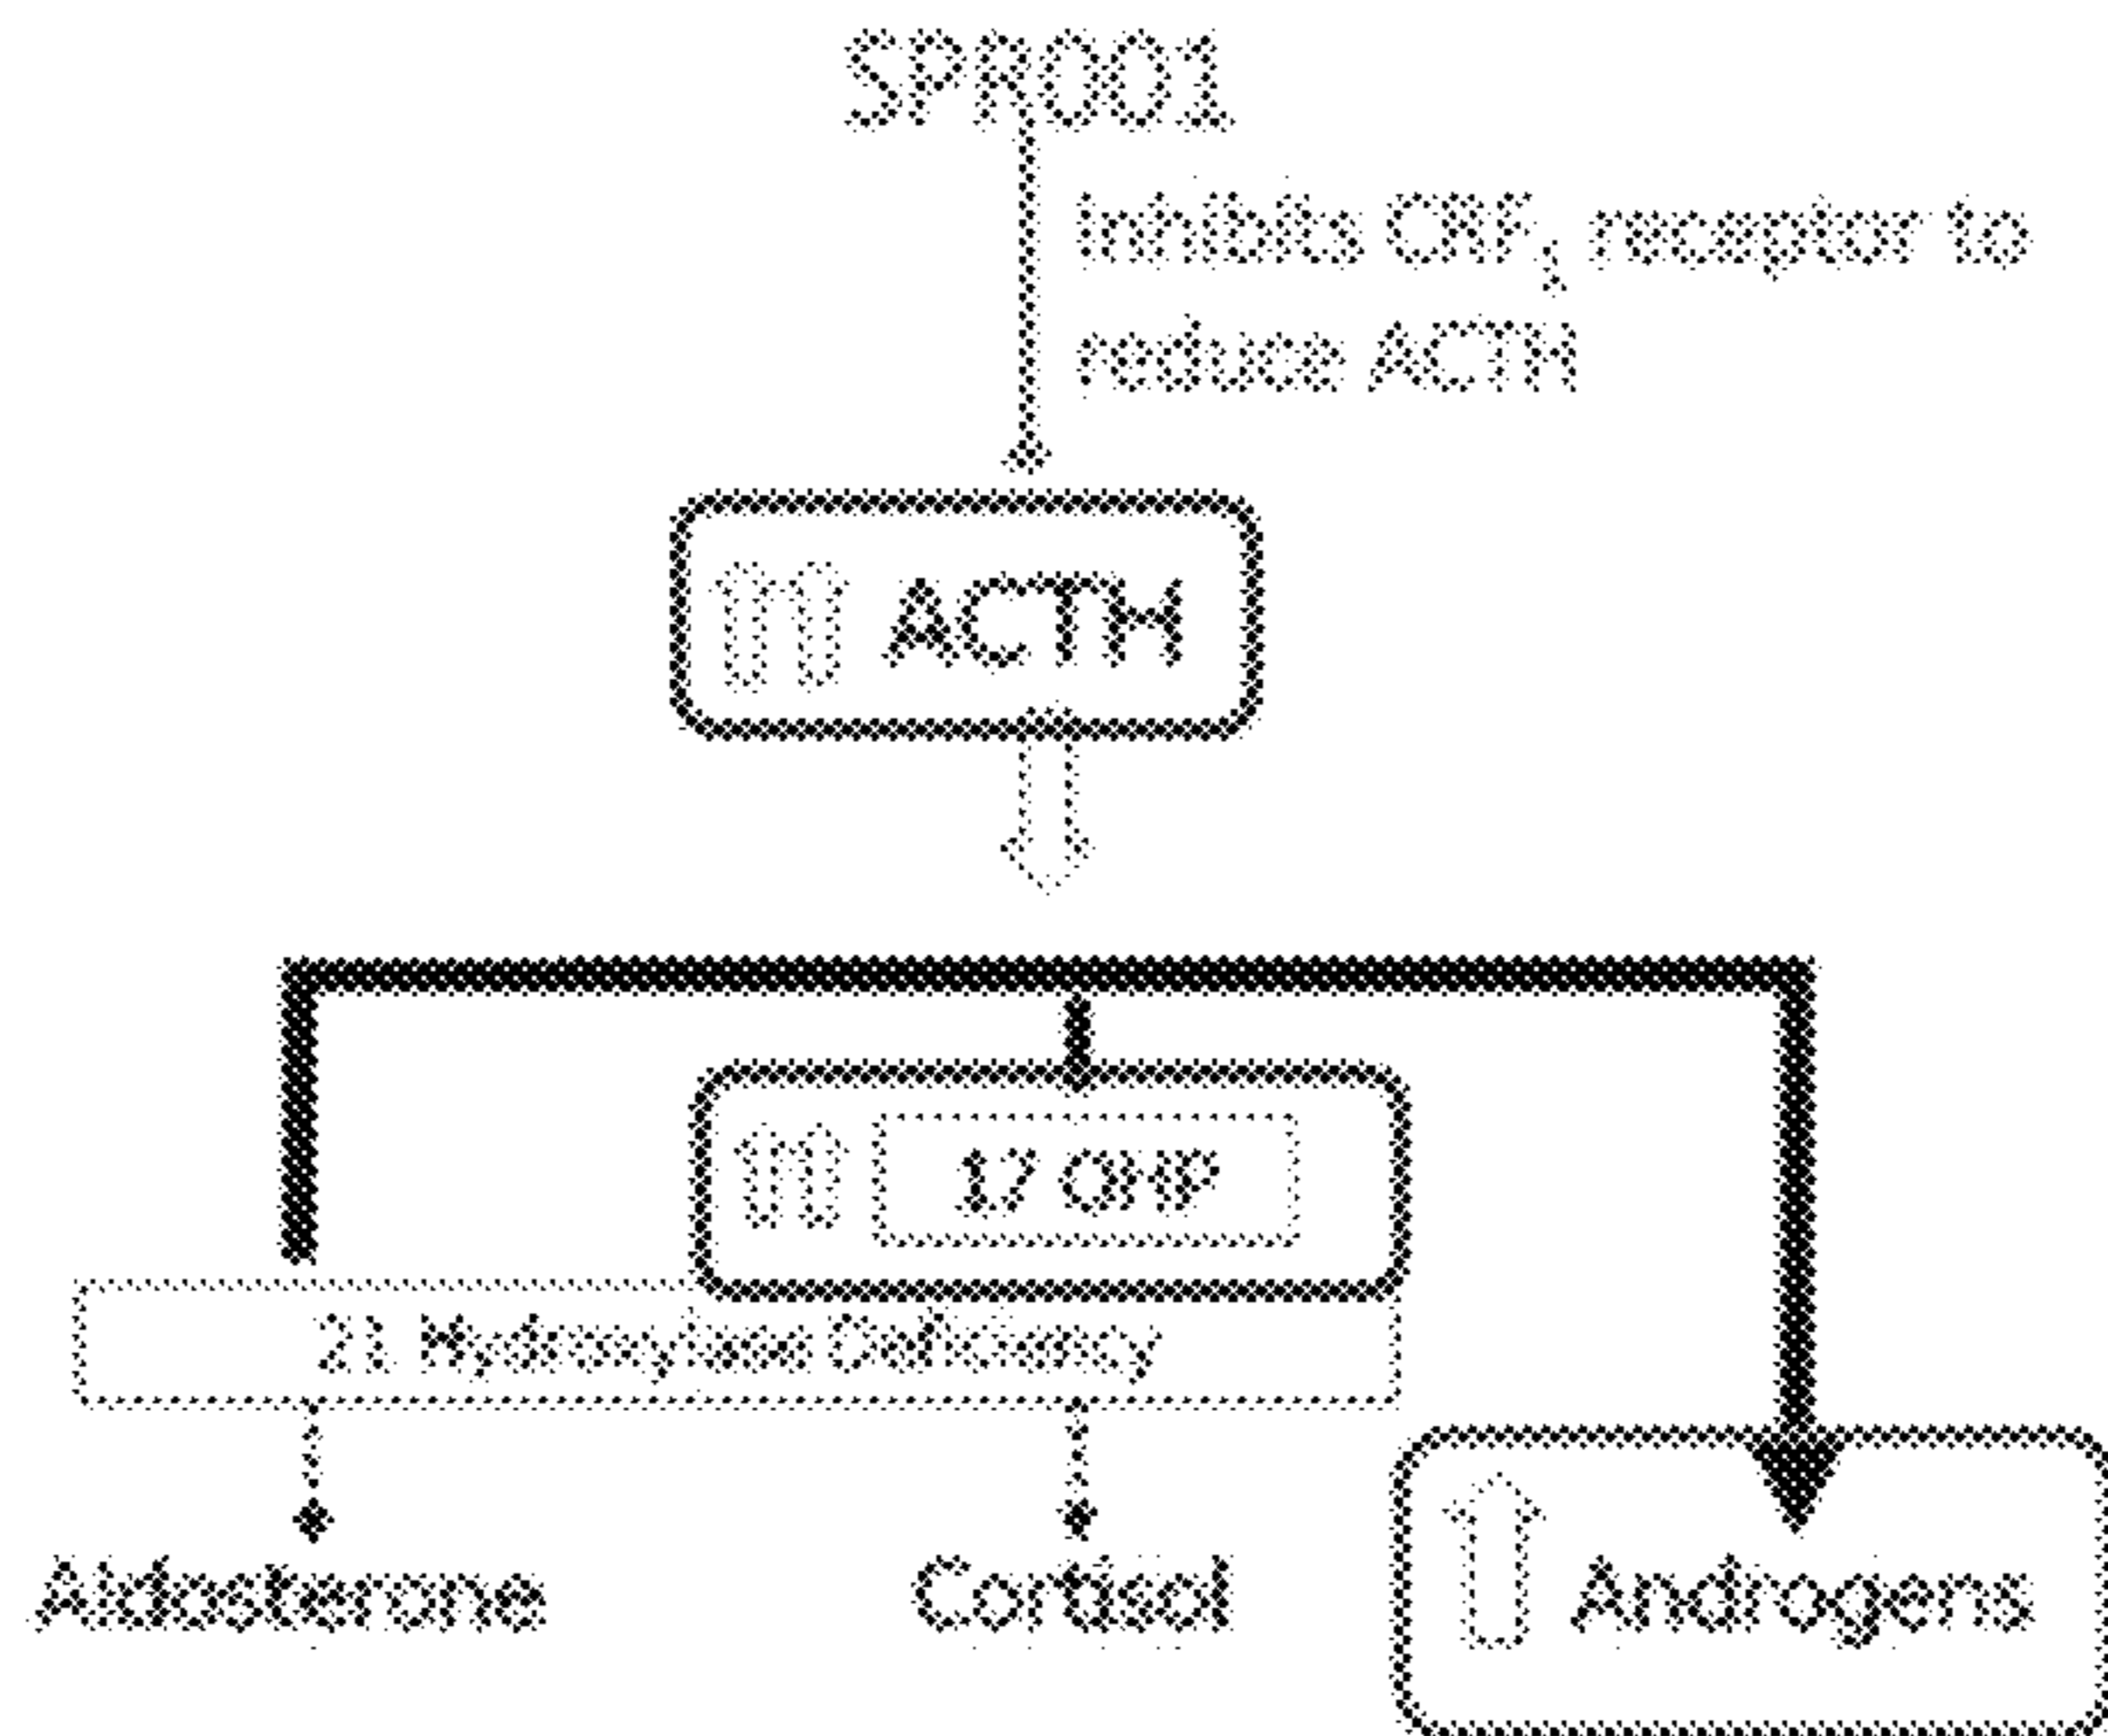 SPR001
Inhibits CRF₁ receptor to
reduce ACTH
ACTH
17 OHP
21 Hydroxylase Deficiency
Aldosterone
Cortisol
Androgens